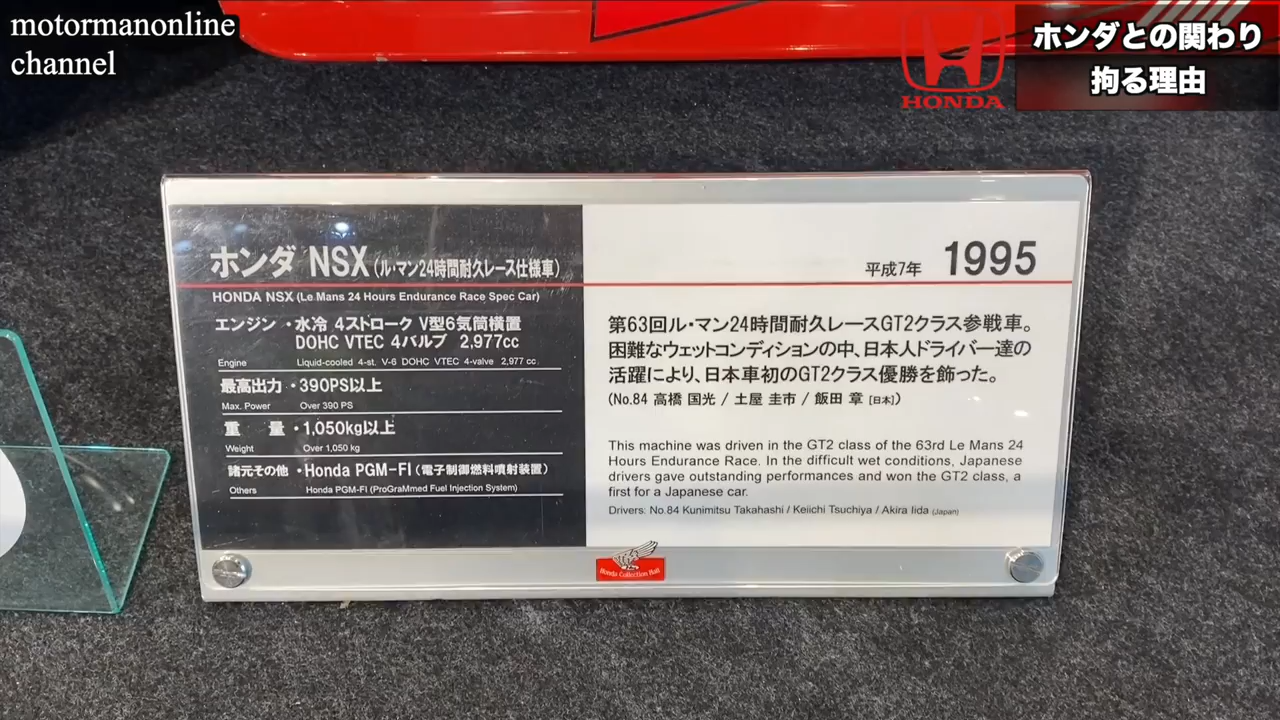 motormanonline
channel
HONDA
ホンダとの関わり
拘る理由
ホンダ NSX (ル・マン24時間耐久レース仕様車)
HONDA NSX (Le Mans 24 Hours Endurance Race Spec Car)
エンジン ・水冷 4ストローク V型6気筒横置
DOHC VTEC 4バルブ 2,977cc
Engine Liquid-cooled 4-st. V-6 DOHC VTEC 4-valve 2,977 cc.
最高出力・390PS以上
Max. Power Over 390 PS
重 量・1,050kg以上
Weight Over 1,050 kg
諸元その他 ・Honda PGM-FI (電子制御燃料噴射装置)
Others Honda PGM-FI (ProGraMmed Fuel Injection System)
平成7年 1995
第63回ル・マン24時間耐久レースGT2クラス参戦車。
困難なウェットコンディションの中、日本人ドライバー達の
活躍により、日本車初のGT2クラス優勝を飾った。
(No.84 高橋 国光 / 土屋 圭市 / 飯田 章 [日本])
This machine was driven in the GT2 class of the 63rd Le Mans 24
Hours Endurance Race. In the difficult wet conditions, Japanese
drivers gave outstanding performances and won the GT2 class, a
first for a Japanese car.
Drivers: No.84 Kunimitsu Takahashi / Keiichi Tsuchiya / Akira Iida (Japan)
Honda Collection Hall